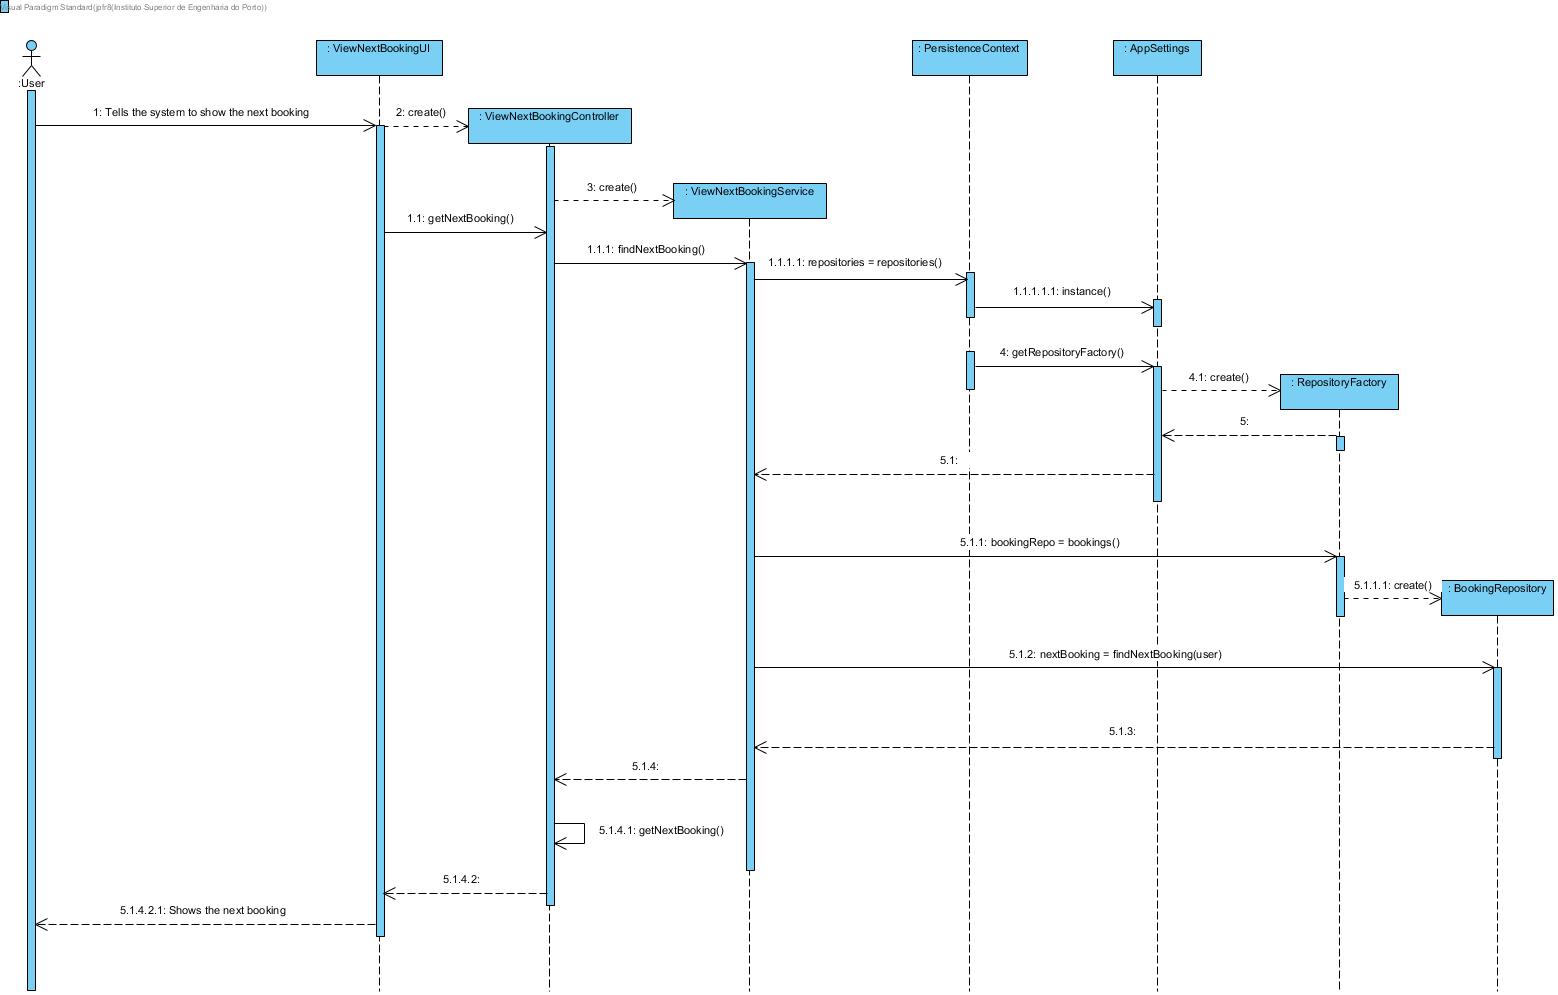 Visual Paradigm Standard(jpfr8(Instituto Superior de Engenharia do Porto))
: ViewNextBookingUI
: PersistenceContext
: AppSettings
:User
1: Tells the system to show the next booking
2: create()
: ViewNextBookingController
3: create()
: ViewNextBookingService
1.1: getNextBooking()
1.1.1: findNextBooking()
1.1.1.1: repositories = repositories()
1.1.1.1.1: instance()
4: getRepositoryFactory()
4.1: create()
: RepositoryFactory
5:
5.1:
5.1.1: bookingRepo = bookings()
5.1.1.1: create()
: BookingRepository
5.1.2: nextBooking = findNextBooking(user)
5.1.3:
5.1.4:
5.1.4.1: getNextBooking()
5.1.4.2:
5.1.4.2.1: Shows the next booking